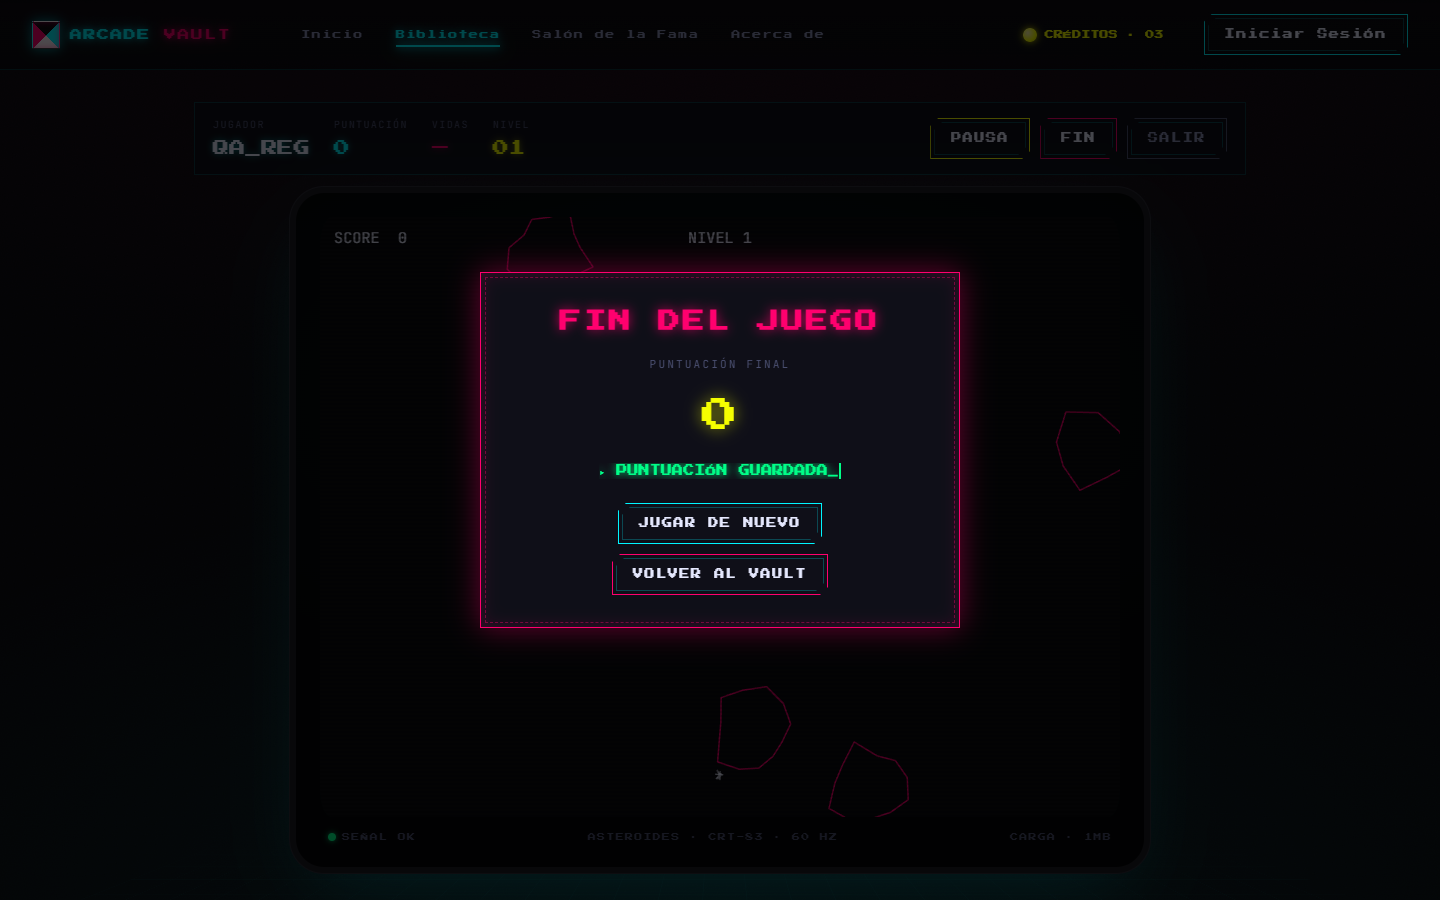 ARCADE VAULT
Inicio
Biblioteca
Salón de la Fama
Acerca de
CRéDITOS · 03
Iniciar Sesión
JUGADOR
QA_REG
PUNTUACIÓN
0
VIDAS
—
NIVEL
01
PAUSA
FIN
SALIR
SCORE 0
NIVEL 1
FIN DEL JUEGO
PUNTUACIÓN FINAL
0
▸ PUNTUACIóN GUARDADA_
JUGAR DE NUEVO
VOLVER AL VAULT
SEñAL OK
ASTEROIDES · CRT-S3 · 60 HZ
CARGA · 1MB